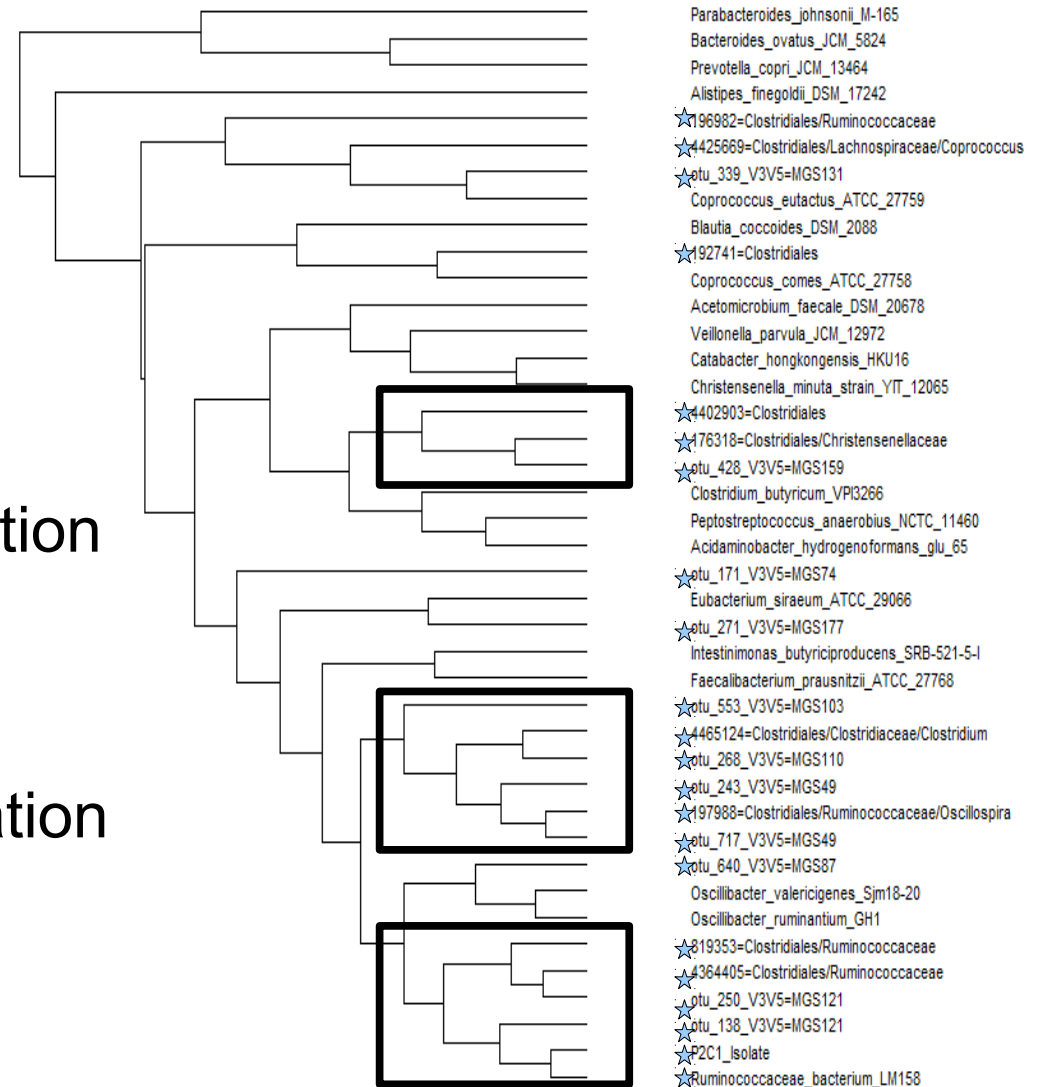 Parabacteroides_johnsonii_M-165
Bacteroides_ovatus_JCM_5824
Prevotella_copri_JCM_13464
Alistipes_finegoldii_DSM_17242
196982=Clostridiales/Ruminococcaceae
4425669=Clostridiales/Lachnospiraceae/Coprococcus
otu_339_V3V5=MGS131
Coprococcus_eutactus_ATCC_27759
Blautia_coccoides_DSM_2088
192741=Clostridiales
Coprococcus_comes_ATCC_27758
Acetomicrobium_faecale_DSM_20678
Veillonella_parvula_JCM_12972
Catabacter_hongkongensis_HKU16
Christensenella_minuta_strain_YIT_12065
4402903=Clostridiales
176318=Clostridiales/Christensenellaceae
otu_428_V3V5=MGS159
Clostridium_butyricum_VPI3266
Peptostreptococcus_anaerobius_NCTC_11460
tion
Acidaminobacter_hydrogenoformans_glu_65
otu_171_V3V5=MGS74
Eubacterium_siraeum_ATCC_29066
otu_271_V3V5=MGS177
Intestinimonas_butyriciproducens_SRB-521-5-I
Faecalibacterium_prausnitzii_ATCC_27768
otu_553_V3V5=MGS103
4465124=Clostridiales/Clostridiaceae/Clostridium
otu_268_V3V5=MGS110
otu_243_V3V5=MGS49
197988=Clostridiales/Ruminococcaceae/Oscillospira
ation
otu_717_V3V5=MGS49
otu_640_V3V5=MGS87
Oscillibacter_valericigenes_Sjm18-20
Oscillibacter_ruminantium_GH1
819353=Clostridiales/Ruminococcaceae
4364405=Clostridiales/Ruminococcaceae
otu_250_V3V5=MGS121
otu_138_V3V5=MGS121
P2C1_Isolate
Ruminococcaceae_bacterium_LM158